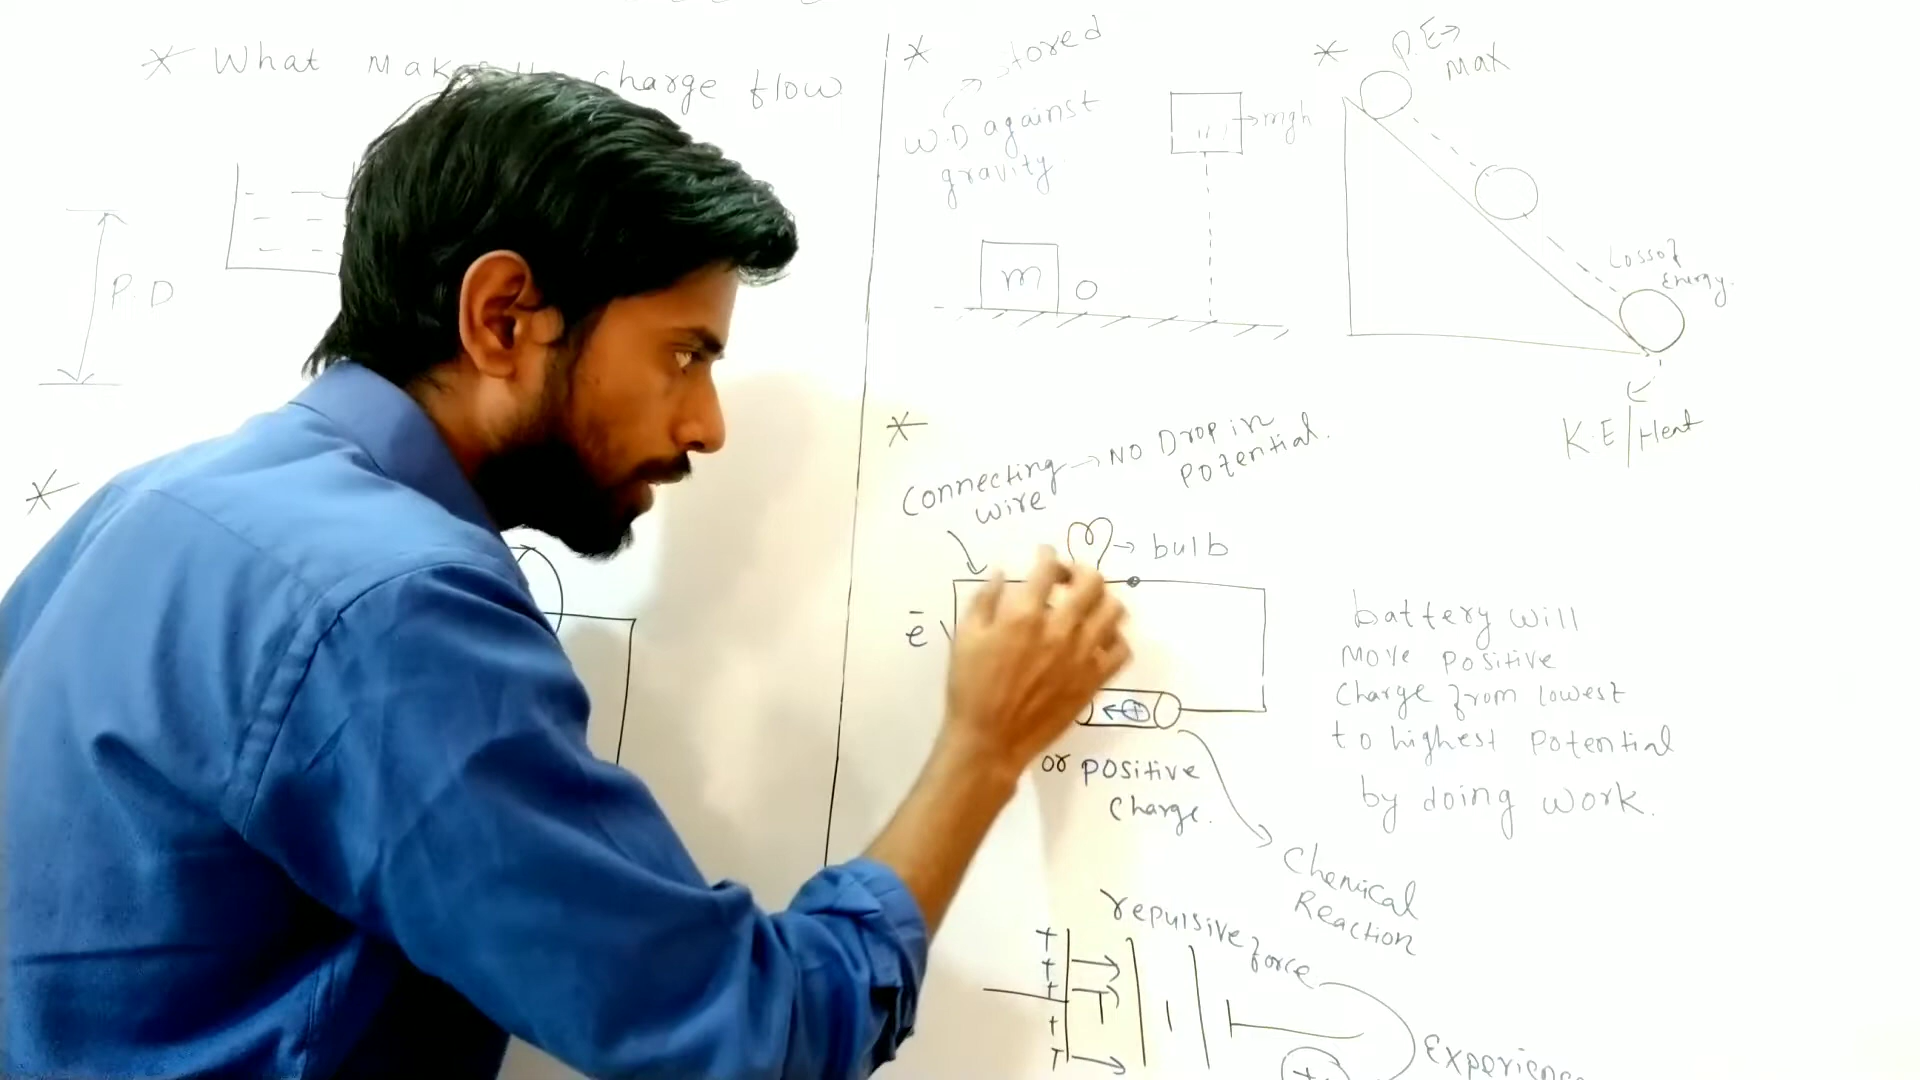 * What charge flow
P.D
*
* stored
W.D against
gravity
mgh
m
* P.E →
Max
Loss of
Energy.
K.E / Heat
*
Connecting → NO Drop in
wire Potential.
bulb
ē
+
or positive
Charge.
battery will
Move Positive
Charge from lowest
to highest Potential
by doing work.
Chemical
Reaction
repulsive force
+
+
+
+
+
+